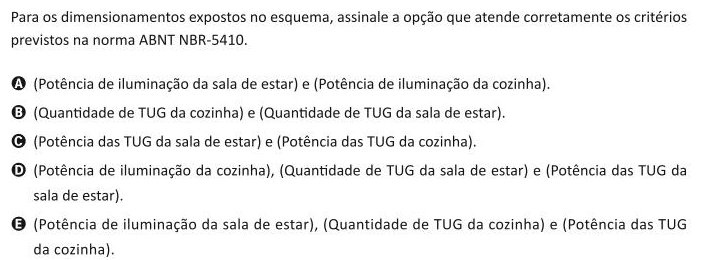 Para os dimensionamentos expostos no esquema, assinale a opção que atende corretamente os critérios
previstos na norma ABNT NBR-5410.
A (Potência de iluminação da sala de estar) e (Potência de iluminação da cozinha).
B (Quantidade de TUG da cozinha) e (Quantidade de TUG da sala de estar).
C (Potência das TUG da sala de estar) e (Potência das TUG da cozinha).
D (Potência de iluminação da cozinha), (Quantidade de TUG da sala de estar) e (Potência das TUG da
sala de estar).
E (Potência de iluminação da sala de estar), (Quantidade de TUG da cozinha) e (Potência das TUG
da cozinha).